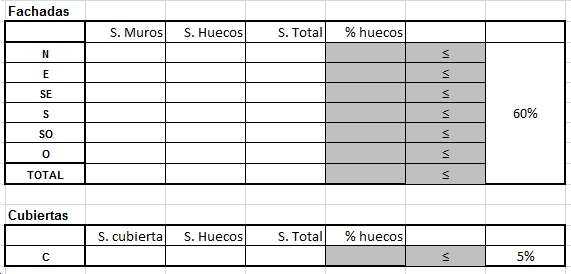 Fachadas
S. Muros S. Huecos S. Total % huecos
N ≤
E ≤
SE ≤
S ≤ 60%
SO ≤
O ≤
TOTAL ≤
Cubiertas
S. cubierta S. Huecos S. Total % huecos
C ≤ 5%